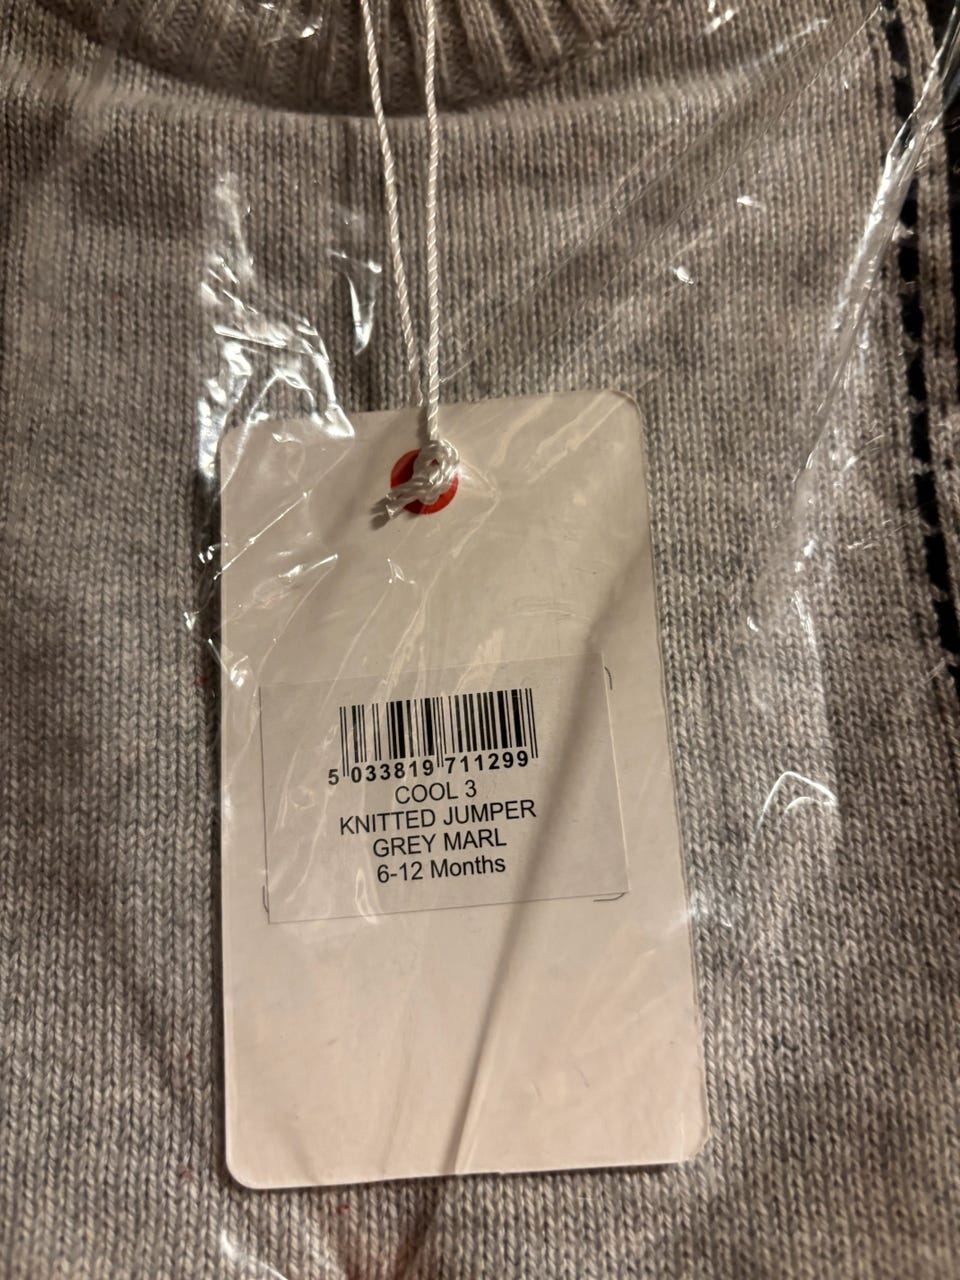 5 033819 711299
COOL 3
KNITTED JUMPER
GREY MARL
6-12 Months